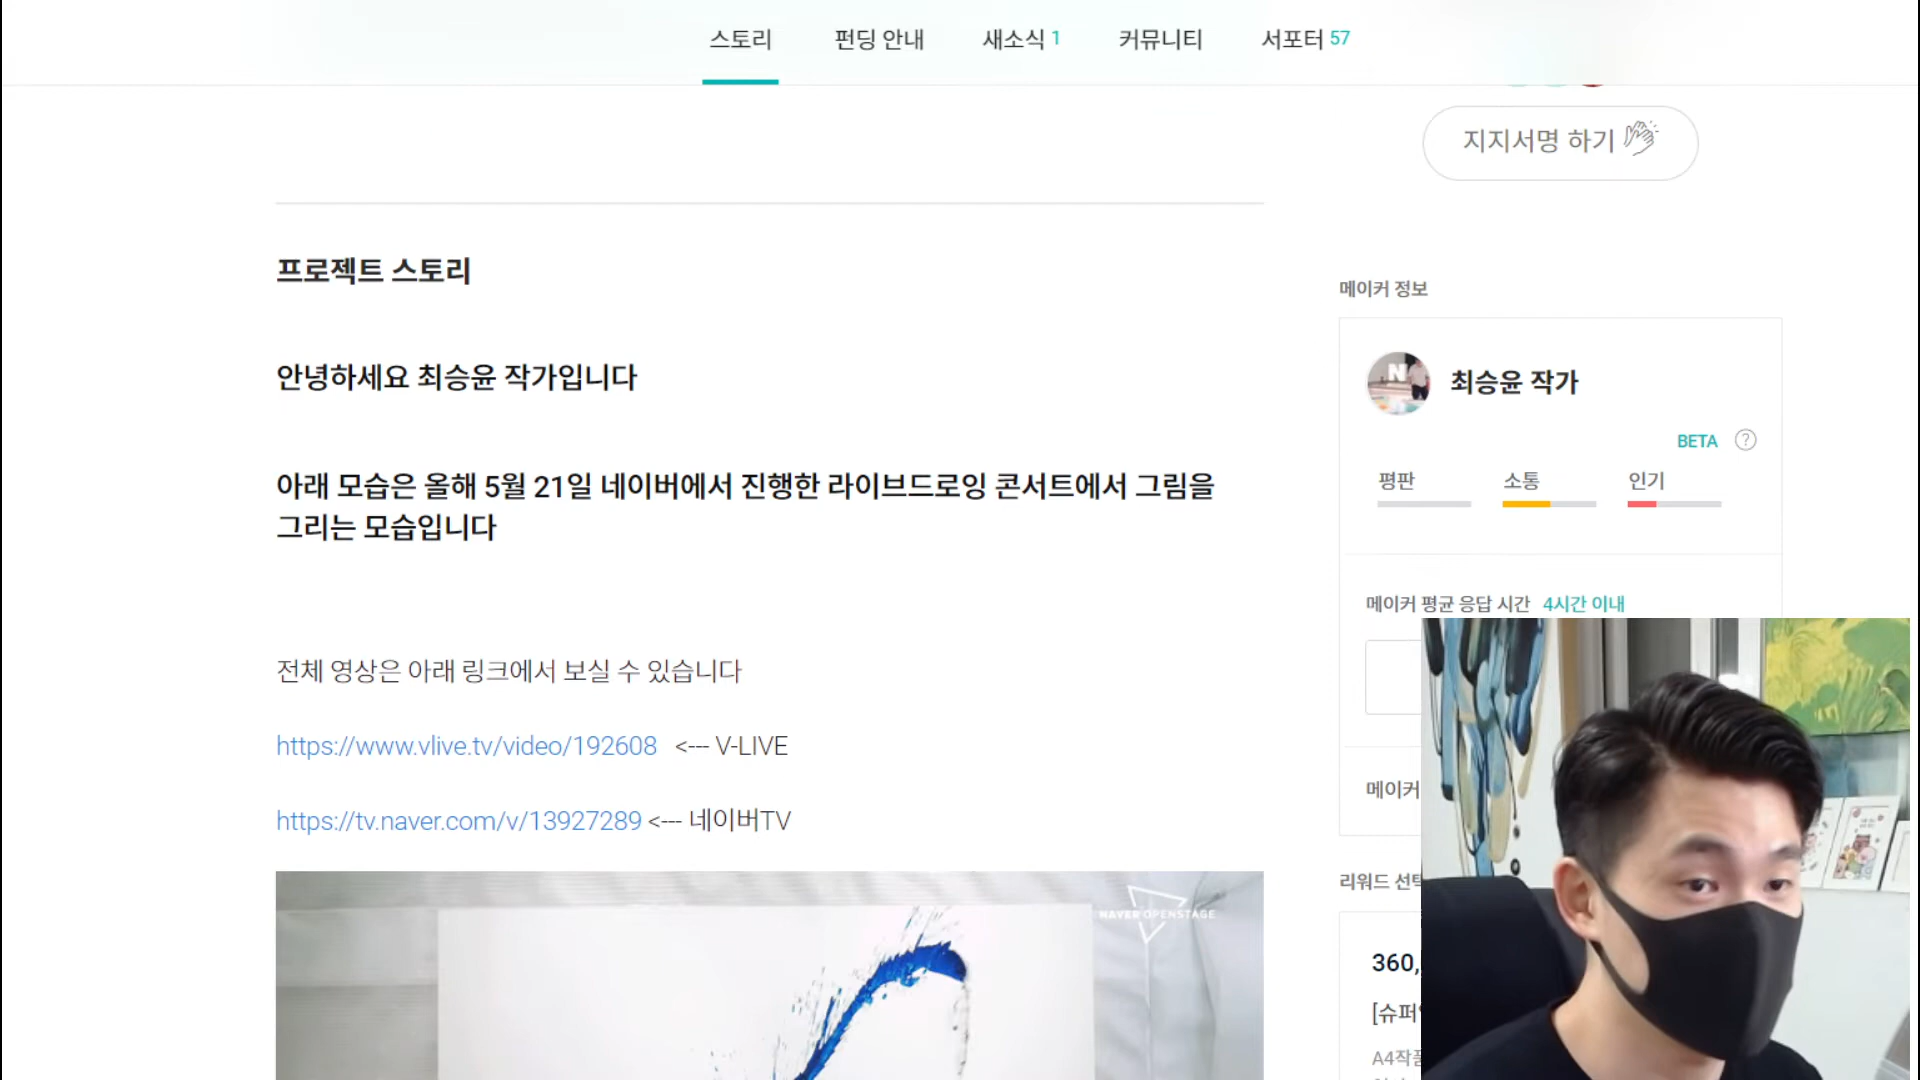 스토리
펀딩 안내
새소식 1
커뮤니티
서포터 57
지지서명 하기
프로젝트 스토리
안녕하세요 최승윤 작가입니다
아래 모습은 올해 5월 21일 네이버에서 진행한 라이브드로잉 콘서트에서 그림을
그리는 모습입니다
전체 영상은 아래 링크에서 보실 수 있습니다
https://www.vlive.tv/video/192608 <--- V-LIVE
https://tv.naver.com/v/13927289 <--- 네이버TV
NAVER OPENSTAGE
메이커 정보
N
최승윤 작가
BETA ?
평판
소통
인기
메이커 평균 응답 시간 4시간 이내
메이커
리워드 선택
360,
[슈퍼
A4작품